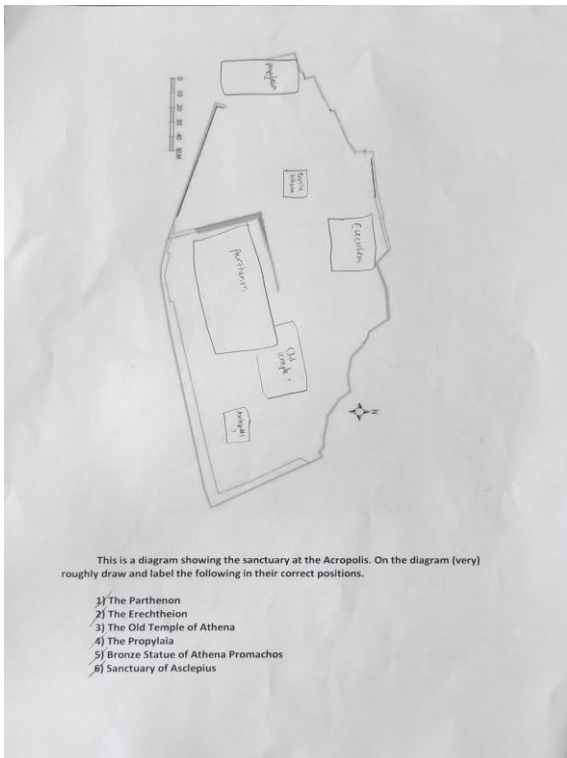 Propylaia
0 10 20 30 40 50M
Bronze
Athena
Erechtheion
Parthenon
Old
temple ?
N
This is a diagram showing the sanctuary at the Acropolis. On the diagram (very)
roughly draw and label the following in their correct positions.
1) The Parthenon
2) The Erechtheion
3) The Old Temple of Athena
4) The Propylaia
5) Bronze Statue of Athena Promachos
6) Sanctuary of Asclepius